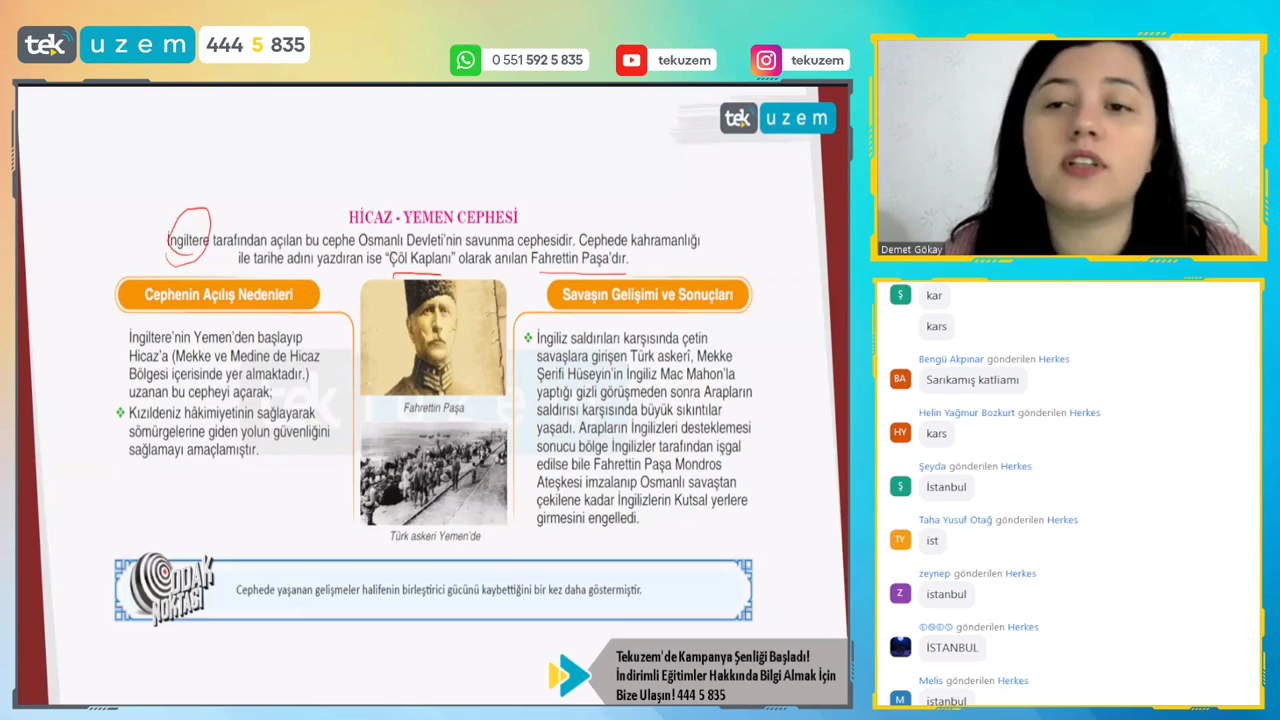 tek uzem 444 5 835
0 551 592 5 835
tekuzem
tekuzem
tek uzem
HİCAZ - YEMEN CEPHESİ
İngiltere tarafından açılan bu cephe Osmanlı Devleti'nin savunma cephesidir. Cephede kahramanlığı
ile tarihe adını yazdıran ise "Çöl Kaplanı" olarak anılan Fahrettin Paşa'dır.
Cephenin Açılış Nedenleri
İngiltere'nin Yemen'den başlayıp
Hicaz'a (Mekke ve Medine de Hicaz
Bölgesi içerisinde yer almaktadır.)
uzanan bu cepheyi açarak;
Kızıldeniz hâkimiyetinin sağlayarak
sömürgelerine giden yolun güvenliğini
sağlamayı amaçlamıştır.
Fahrettin Paşa
Türk askeri Yemen'de
Savaşın Gelişimi ve Sonuçları
İngiliz saldırıları karşısında çetin
savaşlara girişen Türk askerî, Mekke
Şerifi Hüseyin'in İngiliz Mac Mahon'la
yaptığı gizli görüşmeden sonra Arapların
saldırısı karşısında büyük sıkıntılar
yaşadı. Arapların İngilizleri desteklemesi
sonucu bölge İngilizler tarafından işgal
edilse bile Fahrettin Paşa Mondros
Ateşkesi imzalanıp Osmanlı savaştan
çekilene kadar İngilizlerin Kutsal yerlere
girmesini engelledi.
ODAK
NOKTASI
Cephede yaşanan gelişmeler halifenin birleştirici gücünü kaybettiğini bir kez daha göstermiştir.
Tekuzem'de Kampanya Şenliği Başladı!
İndirimli Eğitimler Hakkında Bilgi Almak İçin
Bize Ulaşın! 444 5 835
Demet Gökay
Ş kar
kars
Bengü Akpınar gönderilen Herkes
BA Sarıkamış katliamı
Helin Yağmur Bozkurt gönderilen Herkes
HY kars
Şeyda gönderilen Herkes
Ş İstanbul
Taha Yusuf Otağ gönderilen Herkes
TY ist
zeynep gönderilen Herkes
Z istanbul
gönderilen Herkes
İSTANBUL
Melis gönderilen Herkes
M istanbul